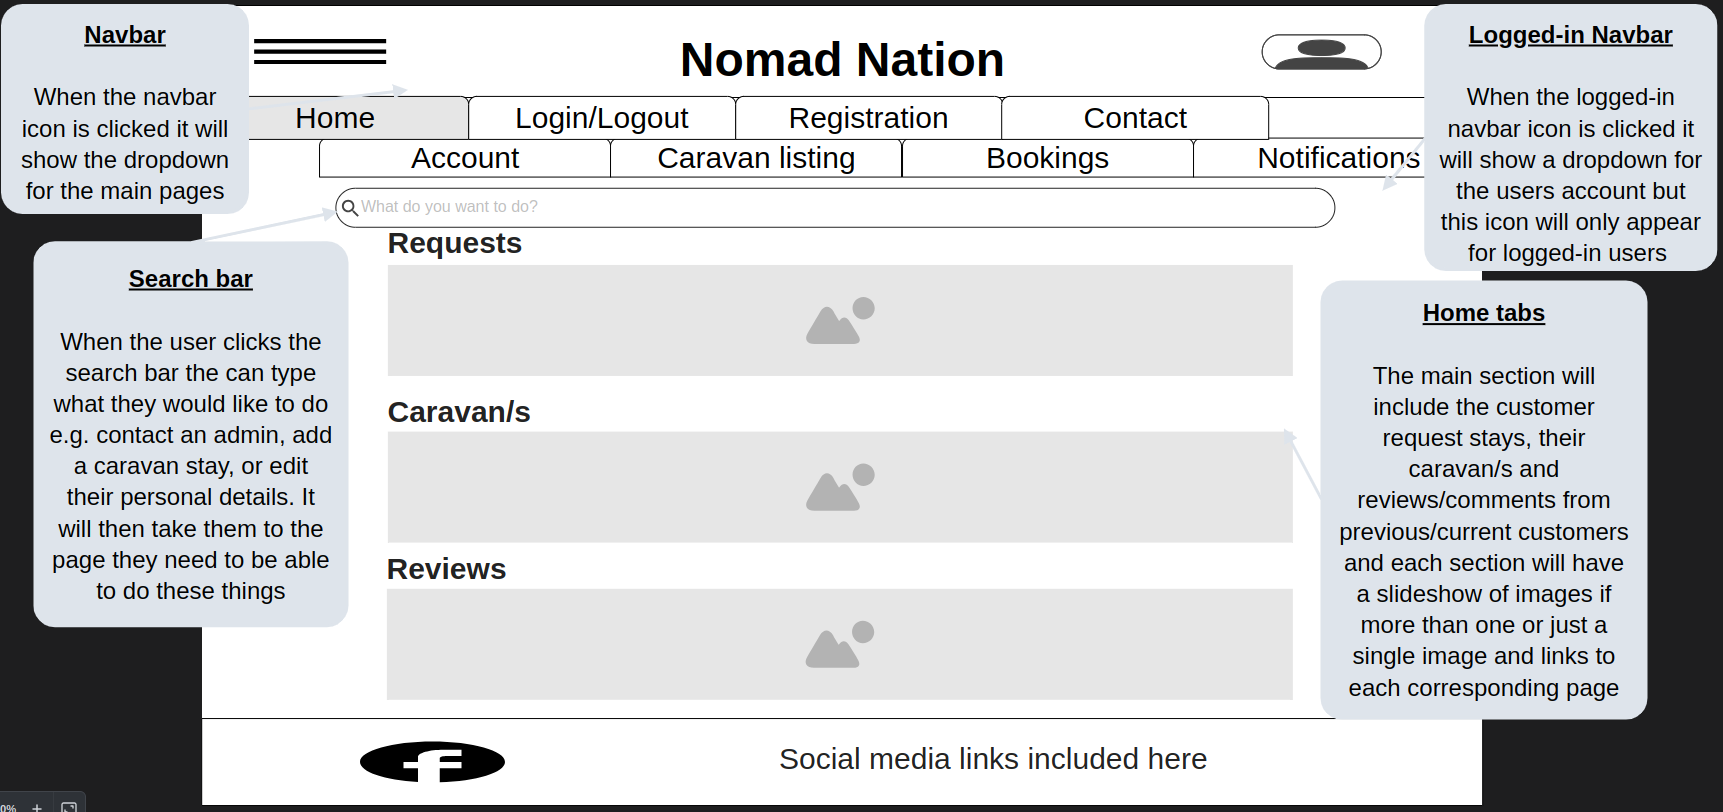 Navbar
When the navbar
icon is clicked it will
show the dropdown
for the main pages
Nomad Nation
Logged-in Navbar
When the logged-in
navbar icon is clicked it
will show a dropdown for
the users account but
this icon will only appear
for logged-in users
Home Login/Logout Registration Contact
Account Caravan listing Bookings Notifications
What do you want to do?
Search bar
When the user clicks the
search bar the can type
what they would like to do
e.g. contact an admin, add
a caravan stay, or edit
their personal details. It
will then take them to the
page they need to be able
to do these things
Requests
Caravan/s
Reviews
Home tabs
The main section will
include the customer
request stays, their
caravan/s and
reviews/comments from
previous/current customers
and each section will have
a slideshow of images if
more than one or just a
single image and links to
each corresponding page
Social media links included here
0% +